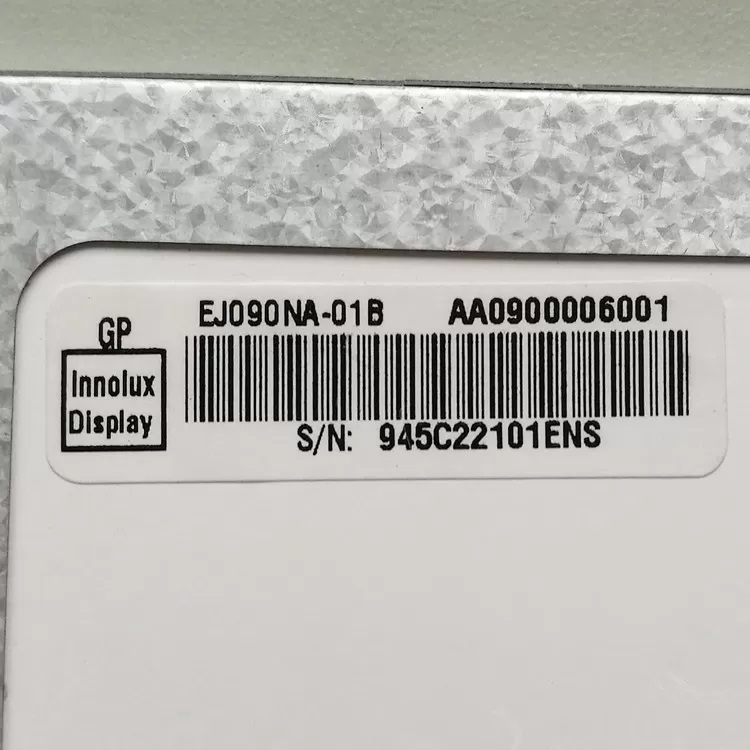 EJ090NA-01B AA0900006001
GP
Innolux
Display
S/N: 945C22101ENS